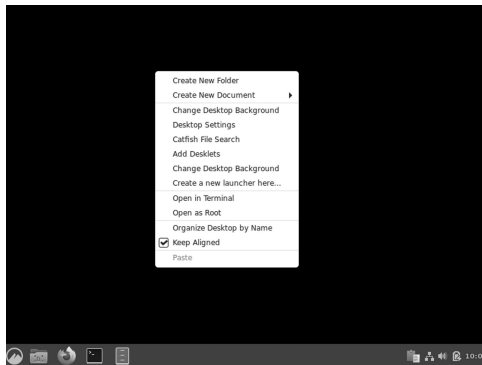 Create New Folder
Create New Document
Change Desktop Background
Desktop Settings
Catfish File Search
Add Desklets
Change Desktop Background
Create a new launcher here...
Open in Terminal
Open as Root
Organize Desktop by Name
Keep Aligned
Paste
10:0